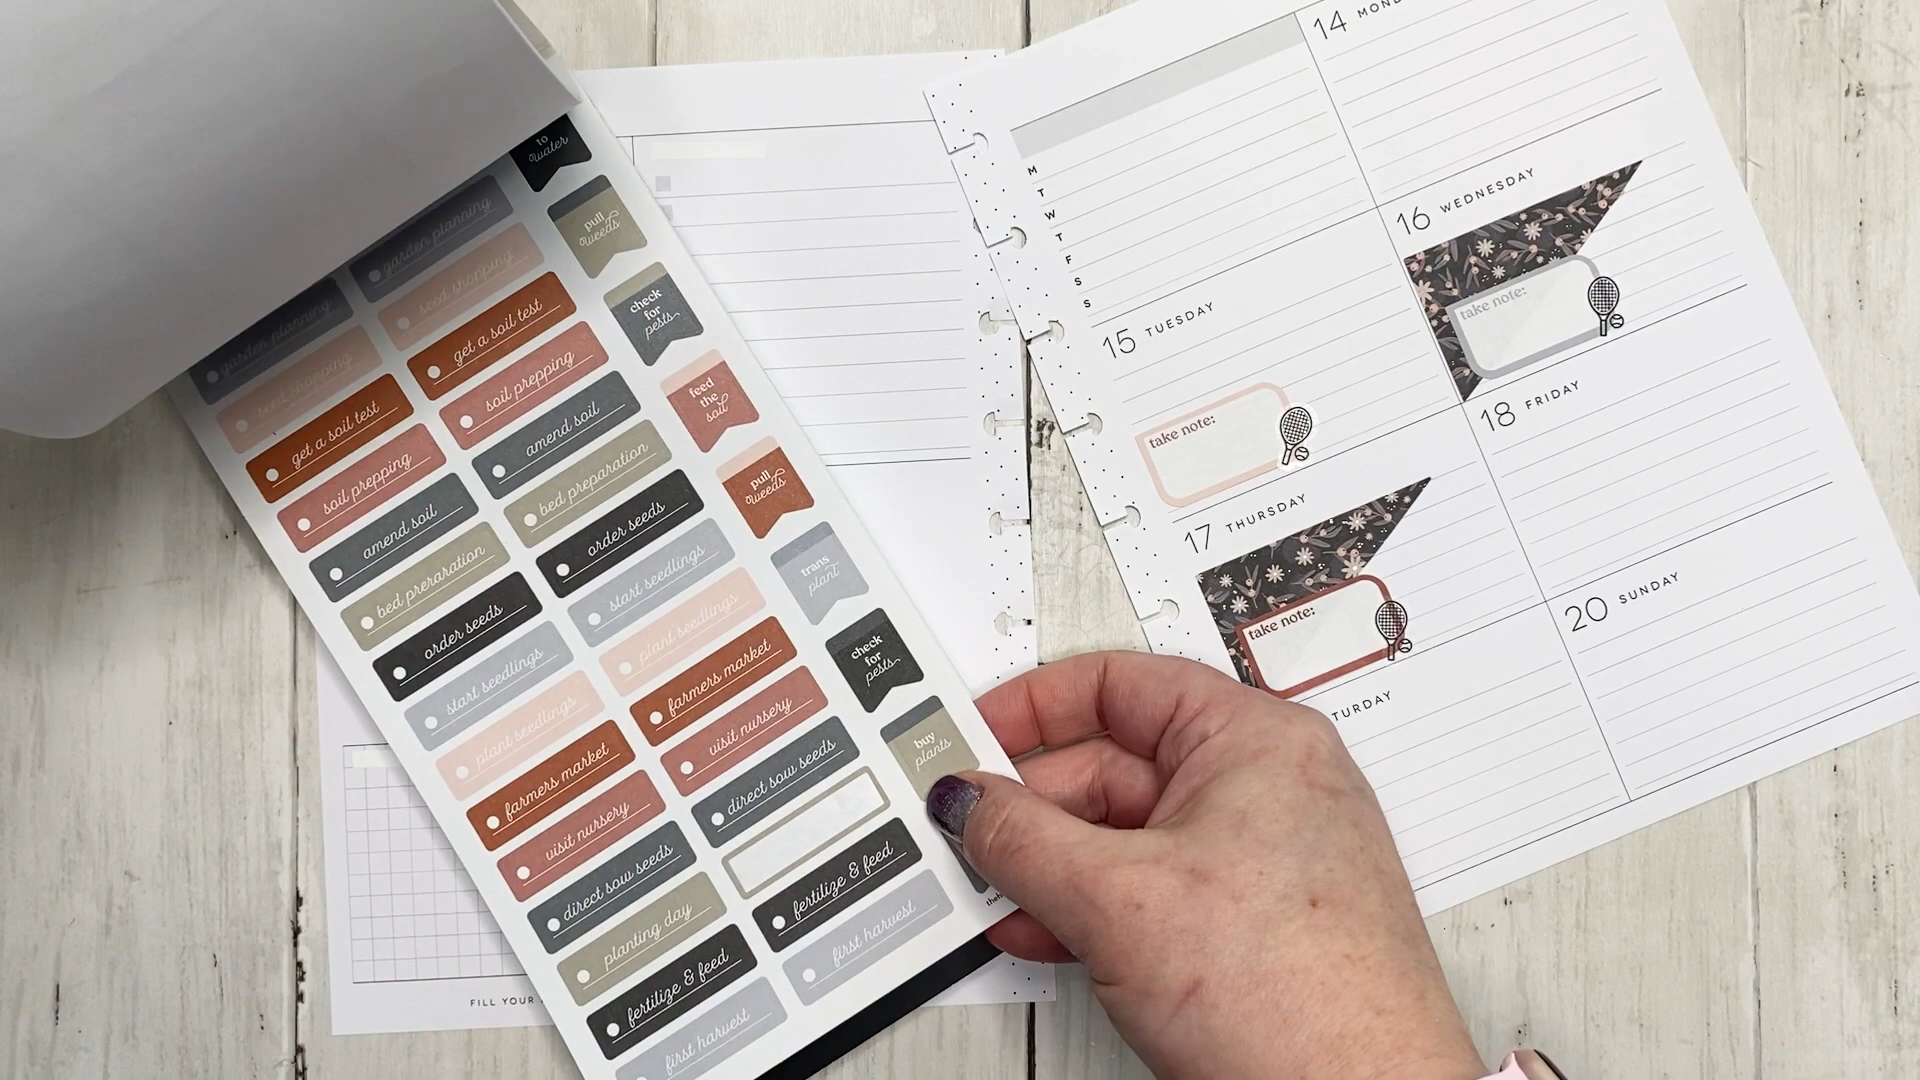 to
water
garden planning
garden planning
pull
weeds
seed shopping
seed shopping
get a soil test
get a soil test
check
for
pests
soil prepping
soil prepping
feed
the
soil
amend soil
amend soil
bed preparation
bed preraration
pull
weeds
order seeds
order seeds
start seedlings
start seedlings
trans
plant
plant seedlings
plant seedlings
farmers market
farmers market
check
for
pests
visit nursery
visit nursery
direct sow seeds
direct sow seeds
buy
plants
planting day
fertilize & feed
fertilize & feed
first harvest
first harvest
FILL YOUR
M
T
W
T
F
S
S
14
15 TUESDAY
take note:
16 WEDNESDAY
take note:
17 THURSDAY
take note:
18 FRIDAY
TURDAY
20 SUNDAY